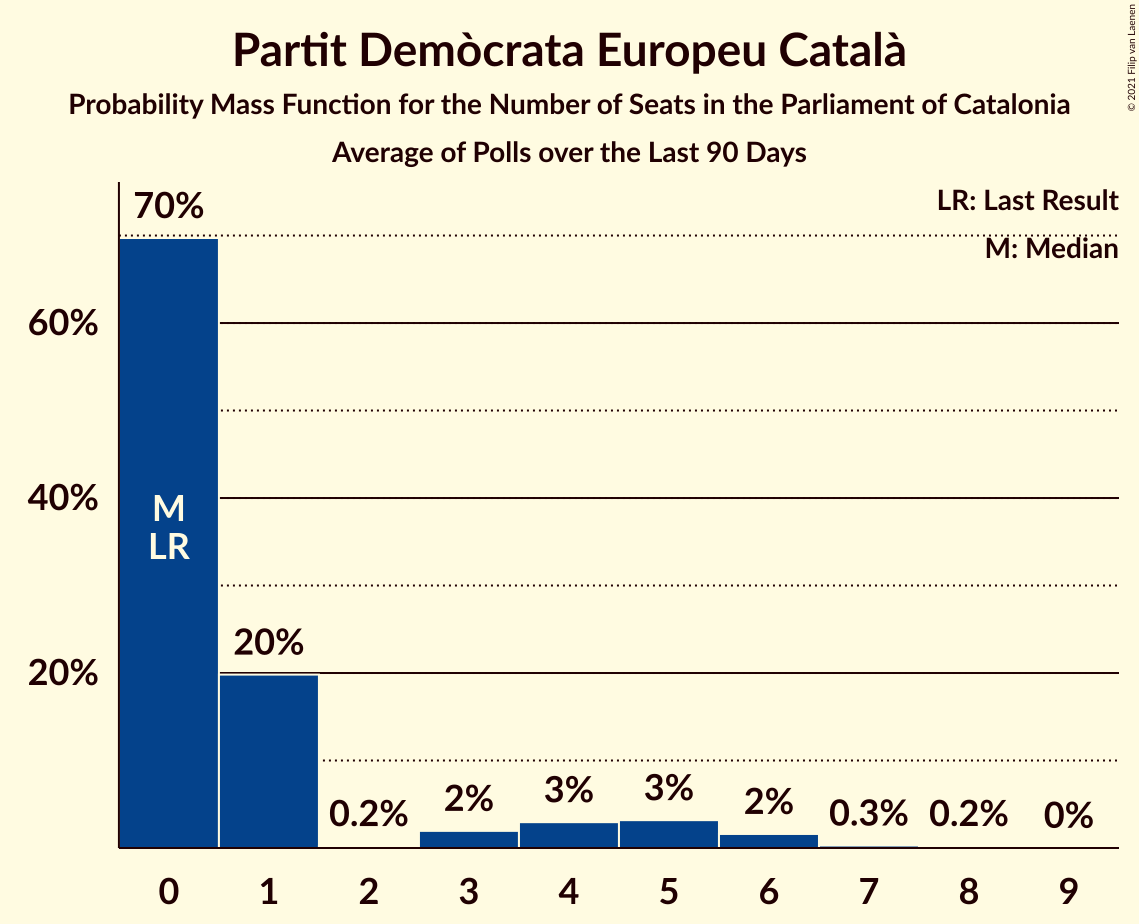 Partit Demòcrata Europeu Català
Probability Mass Function for the Number of Seats in the Parliament of Catalonia
Average of Polls over the Last 90 Days
© 2021 Filip van Laenen
LR: Last Result
M: Median
70%
60%
40%
20%
M
LR
20%
0.2%
2%
3%
3%
2%
0.3%
0.2%
0%
0 1 2 3 4 5 6 7 8 9